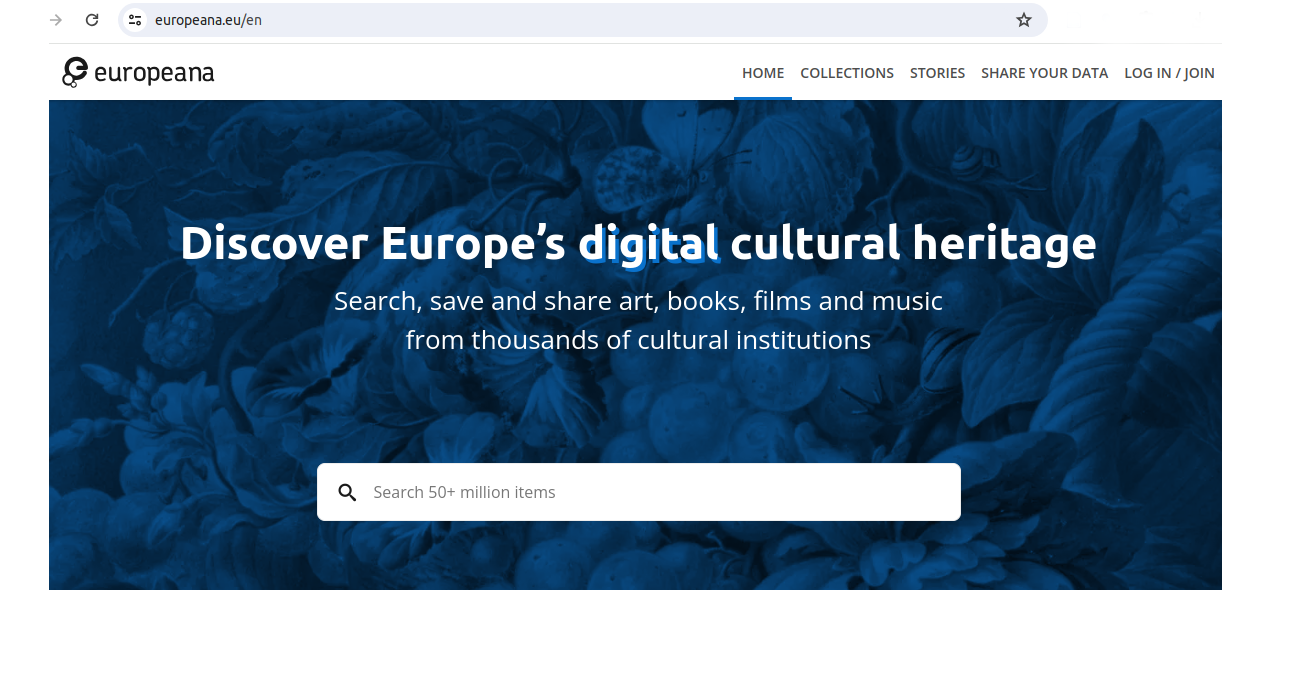 europeana.eu/en
europeana
HOME COLLECTIONS STORIES SHARE YOUR DATA LOG IN / JOIN
Discover Europe’s digital cultural heritage
Search, save and share art, books, films and music
from thousands of cultural institutions
Search 50+ million items